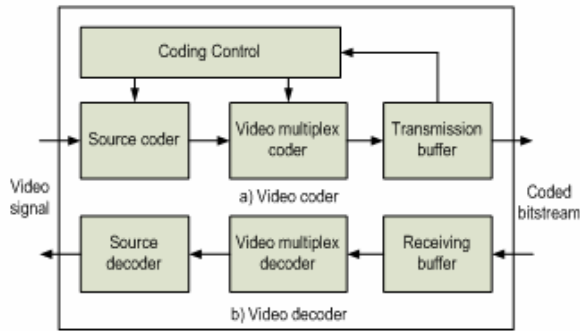 Coding Control
Source coder
Video multiplex
coder
Transmission
buffer
a) Video coder
Video
signal
Coded
bitstream
Source
decoder
Video multiplex
decoder
Receiving
buffer
b) Video decoder